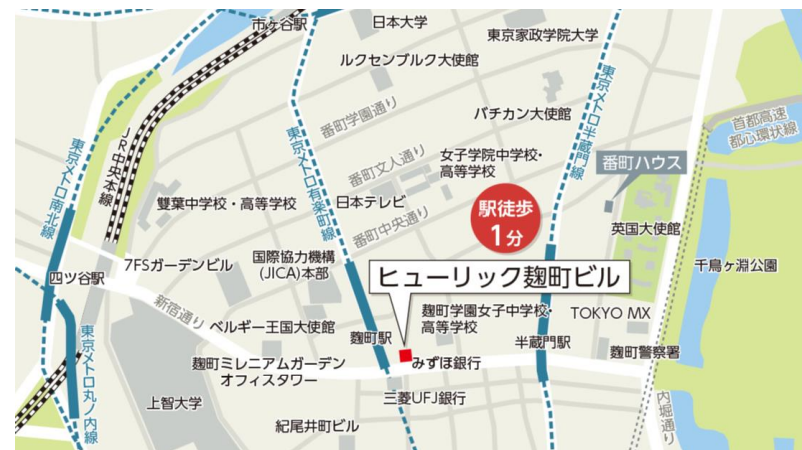 市ヶ谷駅
日本大学
ルクセンブルク大使館
東京家政学院大学
東京メトロ半蔵門線
首都高速
都心環状線
番町学園通り
バチカン大使館
JR中央本線
東京メトロ南北線
東京メトロ有楽町線
番町文人通り
女子学院中学校・
高等学校
番町ハウス
雙葉中学校・高等学校
日本テレビ
番町中央通り
駅徒歩
1分
英国大使館
四ツ谷駅
7FSガーデンビル
国際協力機構
(JICA)本部
ヒューリック麹町ビル
千鳥ヶ淵公園
新宿通り
ベルギー王国大使館
麹町駅
麹町学園女子中学校・
高等学校
TOKYO MX
半蔵門駅
麹町警察署
東京メトロ丸ノ内線
麹町ミレニアムガーデン
オフィスタワー
みずほ銀行
上智大学
三菱UFJ銀行
紀尾井町ビル
内堀通り